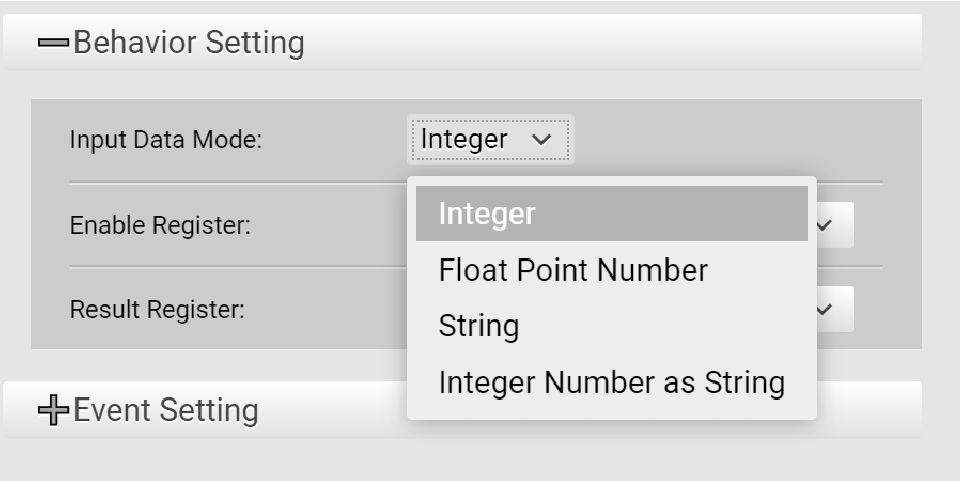 Behavior Setting
Input Data Mode: Integer
Integer
Enable Register:
Float Point Number
Result Register:
String
Integer Number as String
Event Setting